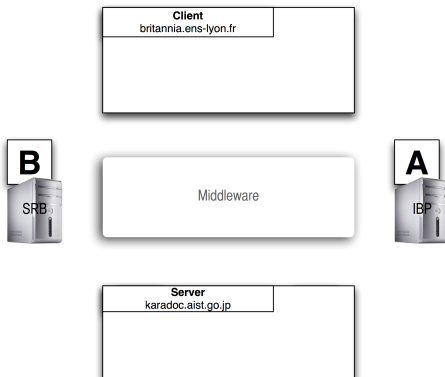 Client
britannia.ens-lyon.fr
B
SRB
Middleware
A
IBP
Server
karadoc.aist.go.jp